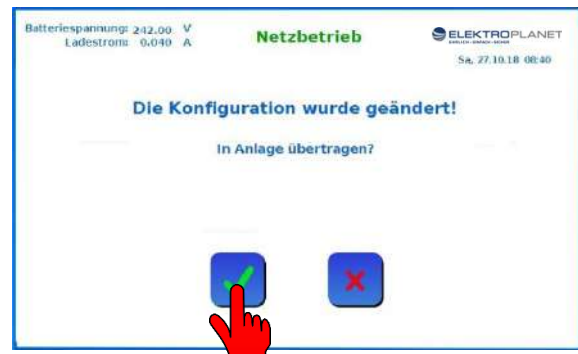 Batteriespannung: 242.00 V
Ladestrom: 0.040 A
Netzbetrieb
ELEKTROPLANET
Sa, 27.10.18 08:40
Die Konfiguration wurde geändert!
In Anlage übertragen?